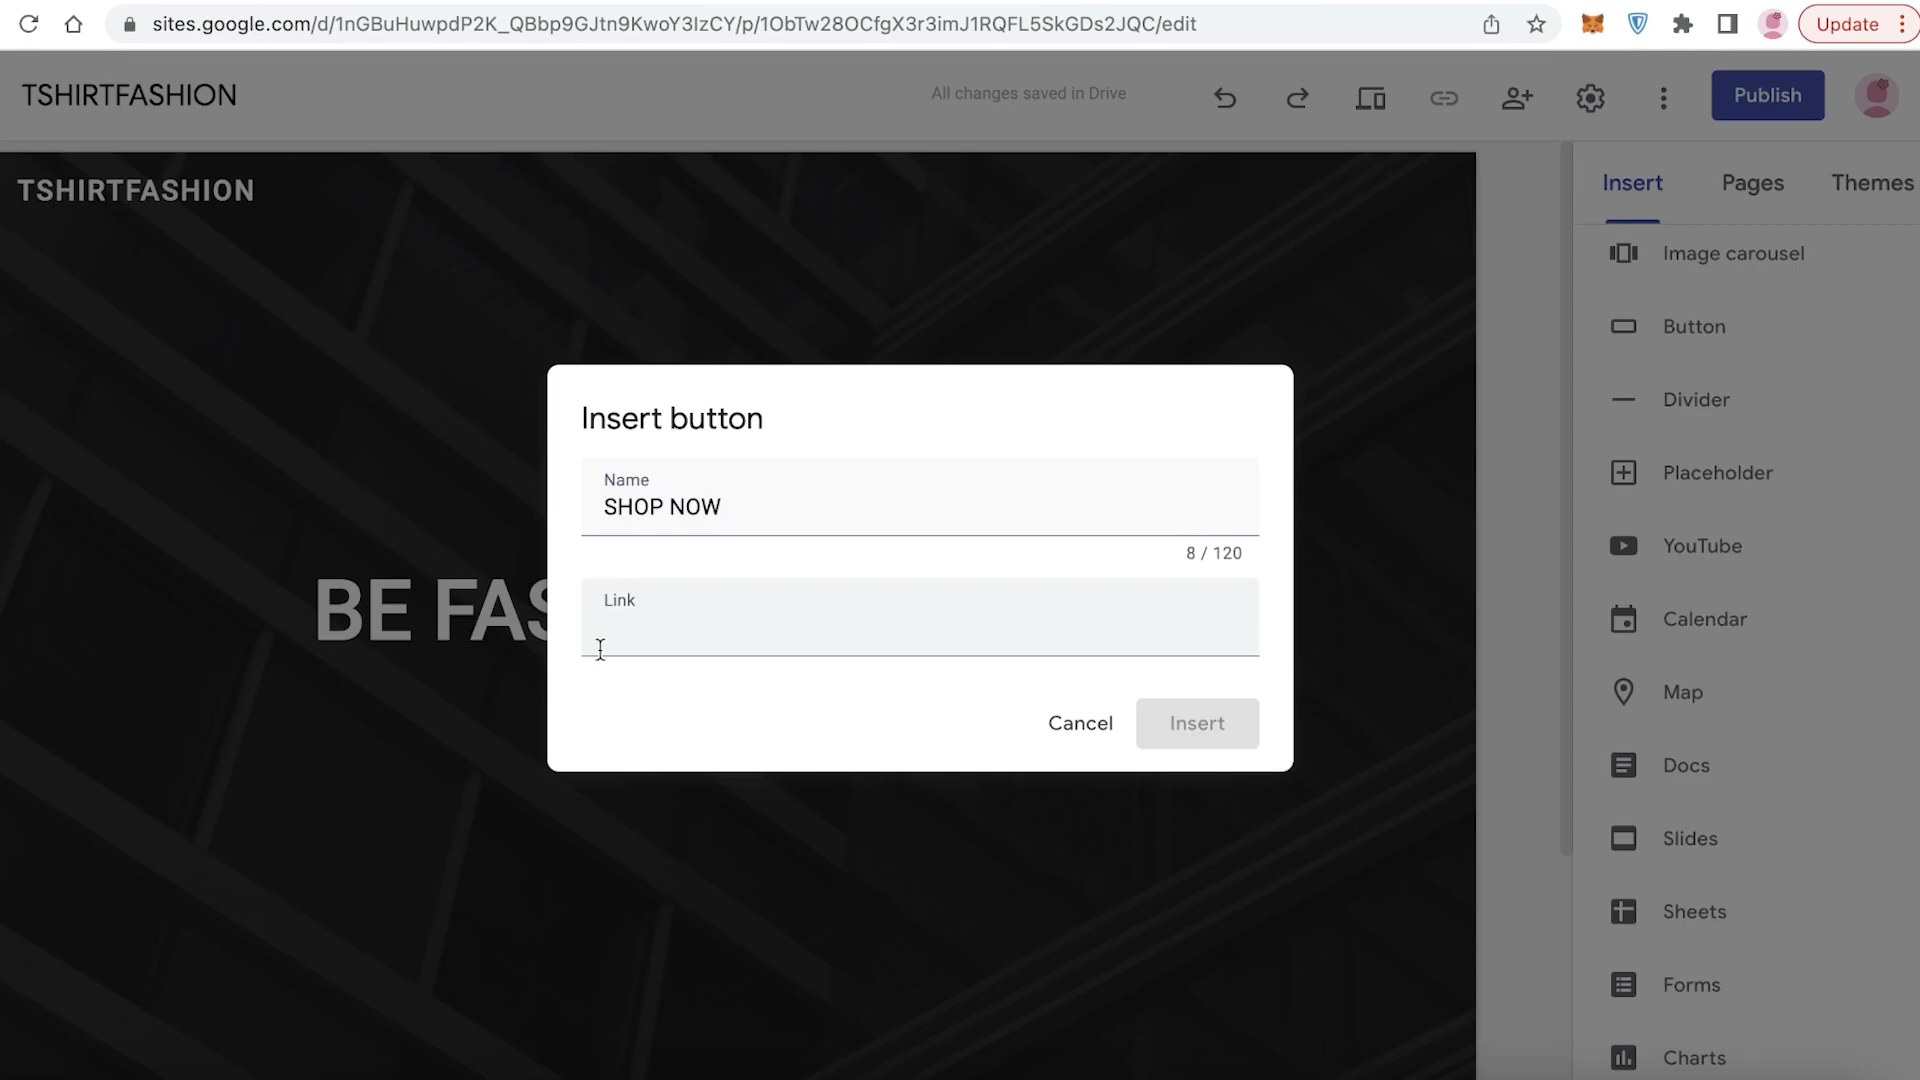 sites.google.com/d/1nGBuHuwpdP2K_QBbp9GJtn9KwoY3IzCY/p/1ObTw28OCfgX3r3imJ1RQFL5SkGDs2JQC/edit
Update
TSHIRTFASHION
All changes saved in Drive
Publish
TSHIRTFASHION
Insert
Pages
Themes
Image carousel
Button
Divider
Placeholder
YouTube
Calendar
Map
Docs
Slides
Sheets
Forms
Charts
BE FAS
Insert button
Name
SHOP NOW
8 / 120
Link
Cancel
Insert